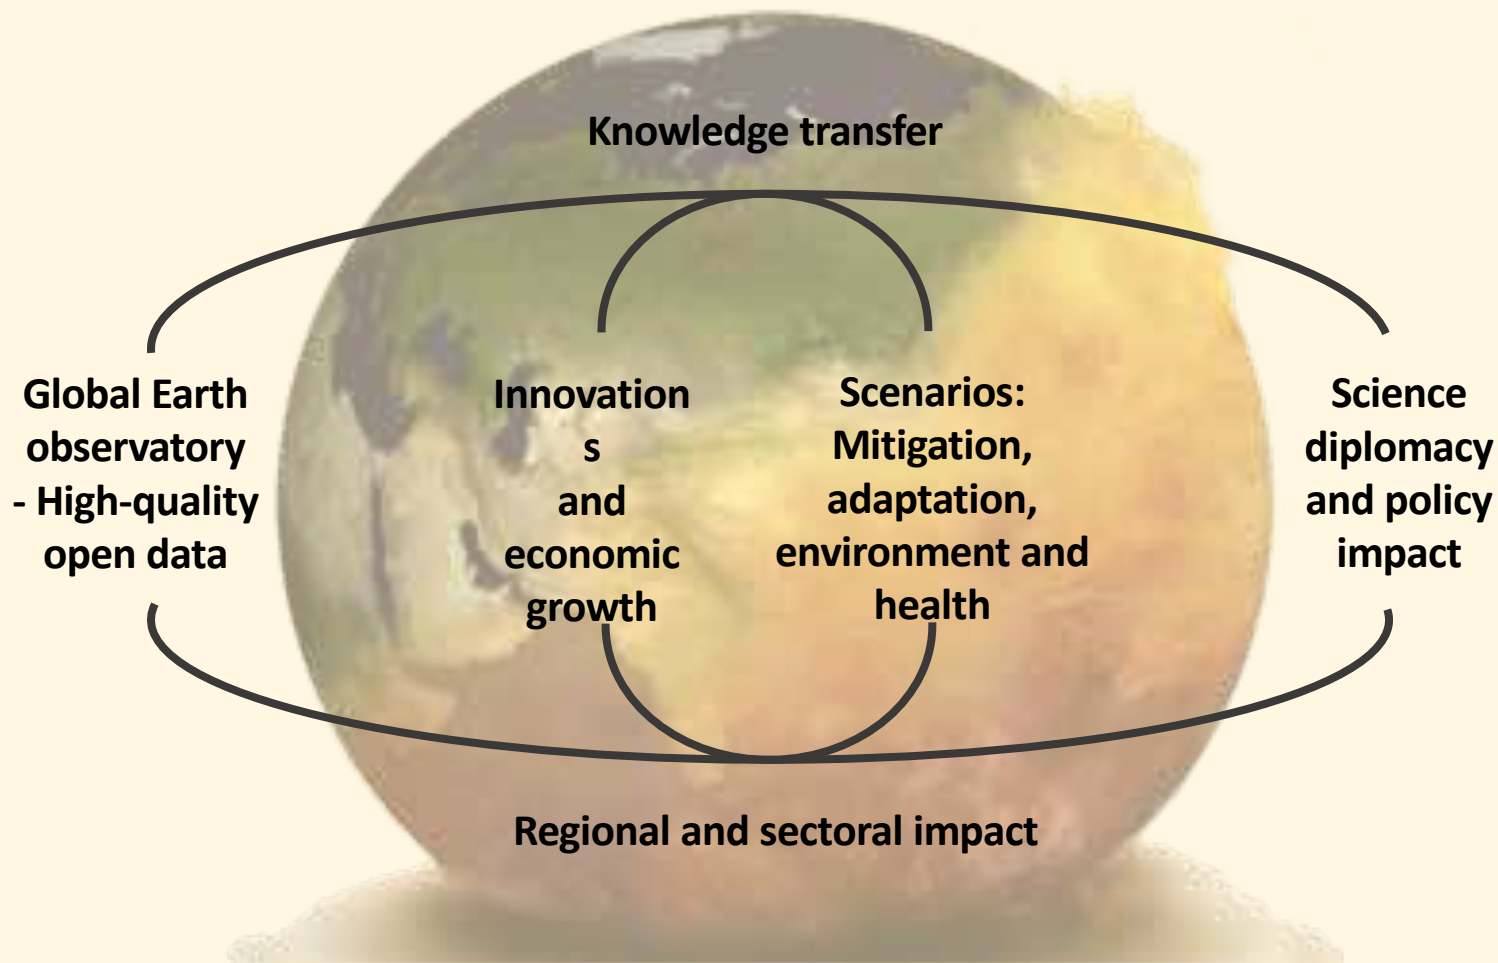 Knowledge transfer
Global Earth
observatory
- High-quality
open data
Innovation
s
and
economic
growth
Scenarios:
Mitigation,
adaptation,
environment and
health
Science
diplomacy
and policy
impact
Regional and sectoral impact